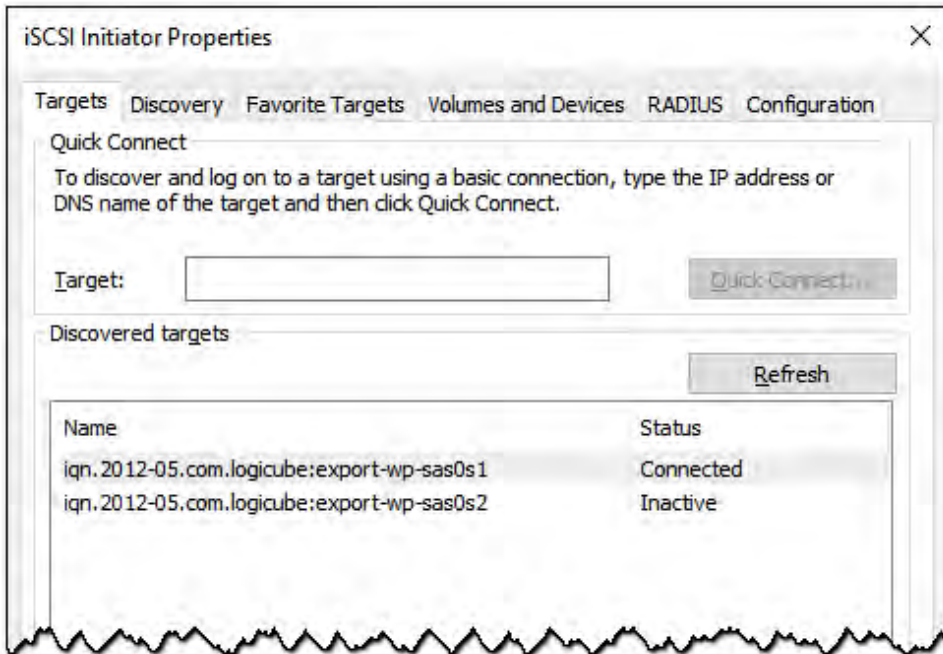 iSCSI Initiator Properties
Targets Discovery Favorite Targets Volumes and Devices RADIUS Configuration
Quick Connect
To discover and log on to a target using a basic connection, type the IP address or
DNS name of the target and then click Quick Connect.
Target: Quick Connect...
Discovered targets
Refresh
Name Status
iqn.2012-05.com.logicube:export-wp-sas0s1 Connected
iqn.2012-05.com.logicube:export-wp-sas0s2 Inactive